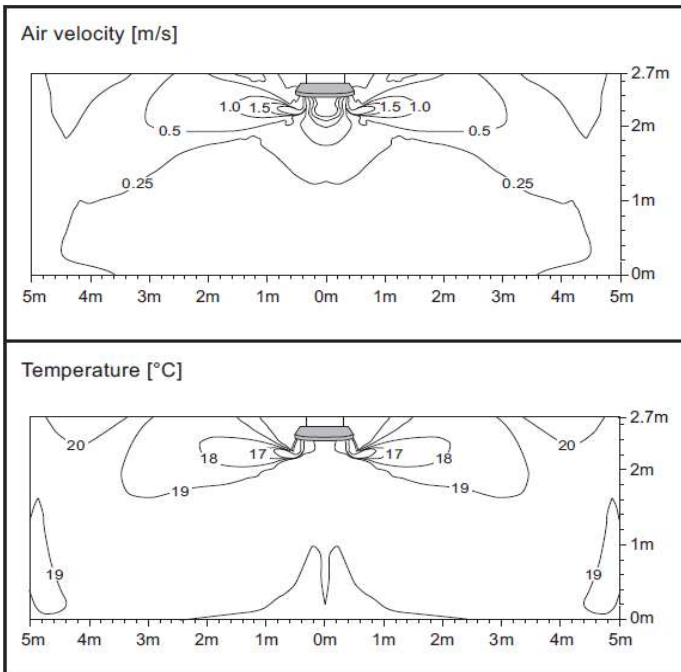 Air velocity [m/s]
2.7m
1.0 1.5 1.5 1.0
0.5 0.5
2m
0.25 0.25
1m
0m
5m 4m 3m 2m 1m 0m 1m 2m 3m 4m 5m
Temperature [°C]
2.7m
20 20
18 17 17 18
2m
19 19
1m
19 19
0m
5m 4m 3m 2m 1m 0m 1m 2m 3m 4m 5m